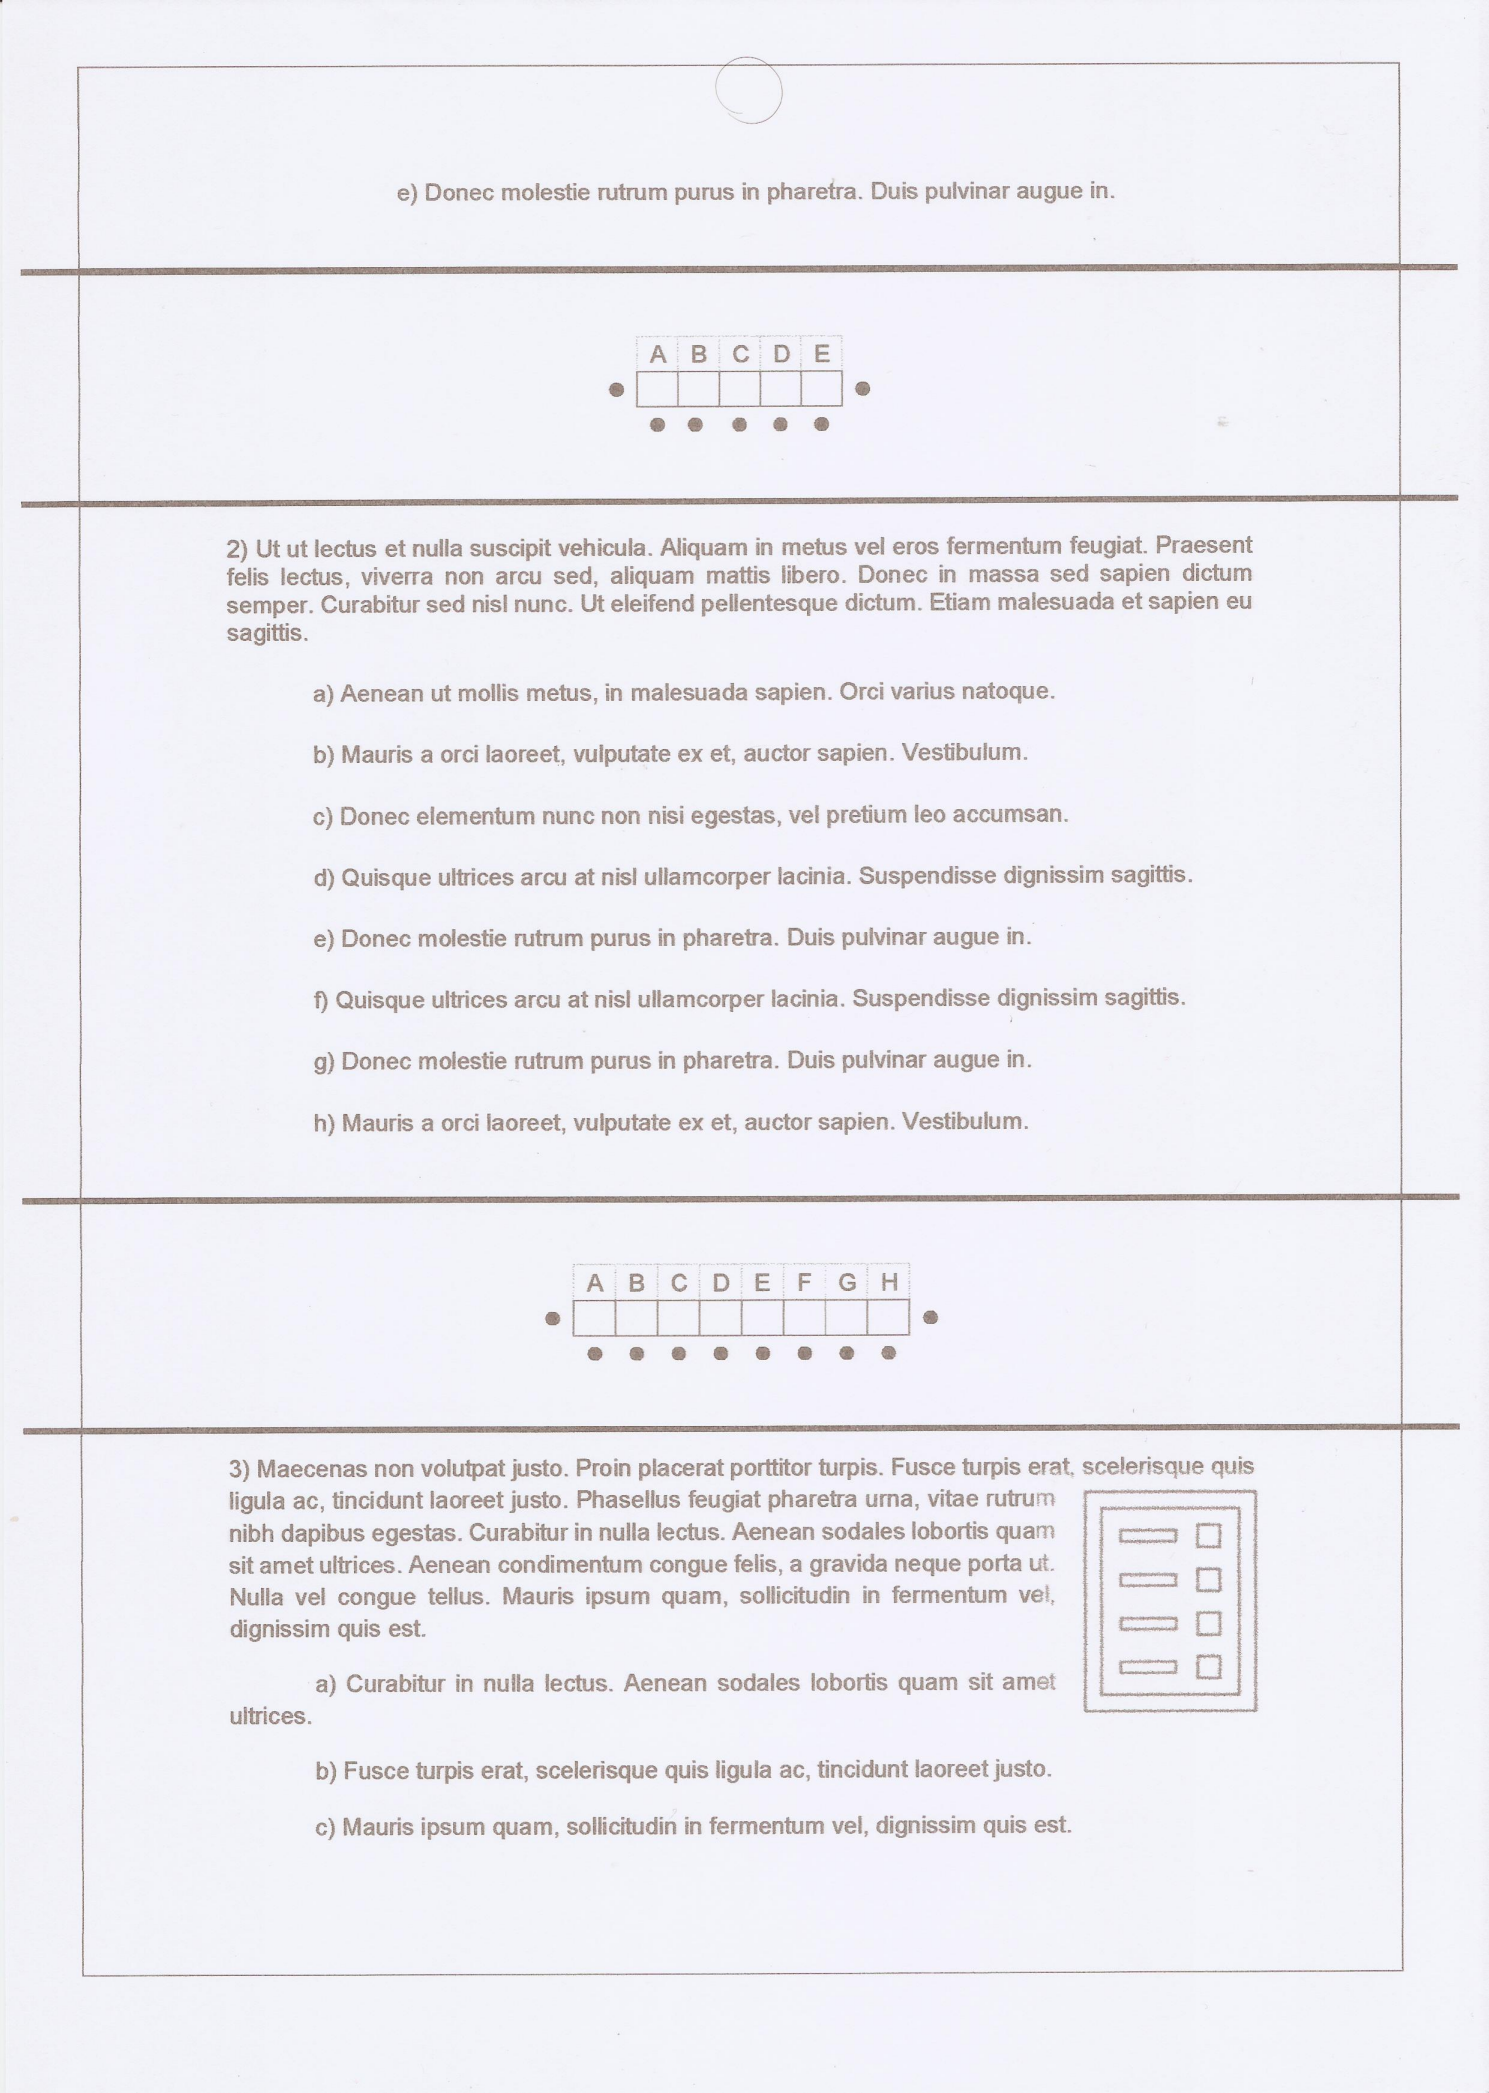 e) Donec molestie rutrum purus in pharetra. Duis pulvinar augue in.
A B C D E
2) Ut ut lectus et nulla suscipit vehicula. Aliquam in metus vel eros fermentum feugiat. Praesent
felis lectus, viverra non arcu sed, aliquam mattis libero. Donec in massa sed sapien dictum
semper. Curabitur sed nisl nunc. Ut eleifend pellentesque dictum. Etiam malesuada et sapien eu
sagittis.
a) Aenean ut mollis metus, in malesuada sapien. Orci varius natoque.
b) Mauris a orci laoreet, vulputate ex et, auctor sapien. Vestibulum.
c) Donec elementum nunc non nisi egestas, vel pretium leo accumsan.
d) Quisque ultrices arcu at nisl ullamcorper lacinia. Suspendisse dignissim sagittis.
e) Donec molestie rutrum purus in pharetra. Duis pulvinar augue in.
f) Quisque ultrices arcu at nisl ullamcorper lacinia. Suspendisse dignissim sagittis.
g) Donec molestie rutrum purus in pharetra. Duis pulvinar augue in.
h) Mauris a orci laoreet, vulputate ex et, auctor sapien. Vestibulum.
A B C D E F G H
3) Maecenas non volutpat justo. Proin placerat porttitor turpis. Fusce turpis erat, scelerisque quis
ligula ac, tincidunt laoreet justo. Phasellus feugiat pharetra urna, vitae rutrum
nibh dapibus egestas. Curabitur in nulla lectus. Aenean sodales lobortis quam
sit amet ultrices. Aenean condimentum congue felis, a gravida neque porta ut.
Nulla vel congue tellus. Mauris ipsum quam, sollicitudin in fermentum vel,
dignissim quis est.
a) Curabitur in nulla lectus. Aenean sodales lobortis quam sit amet
ultrices.
b) Fusce turpis erat, scelerisque quis ligula ac, tincidunt laoreet justo.
c) Mauris ipsum quam, sollicitudin in fermentum vel, dignissim quis est.